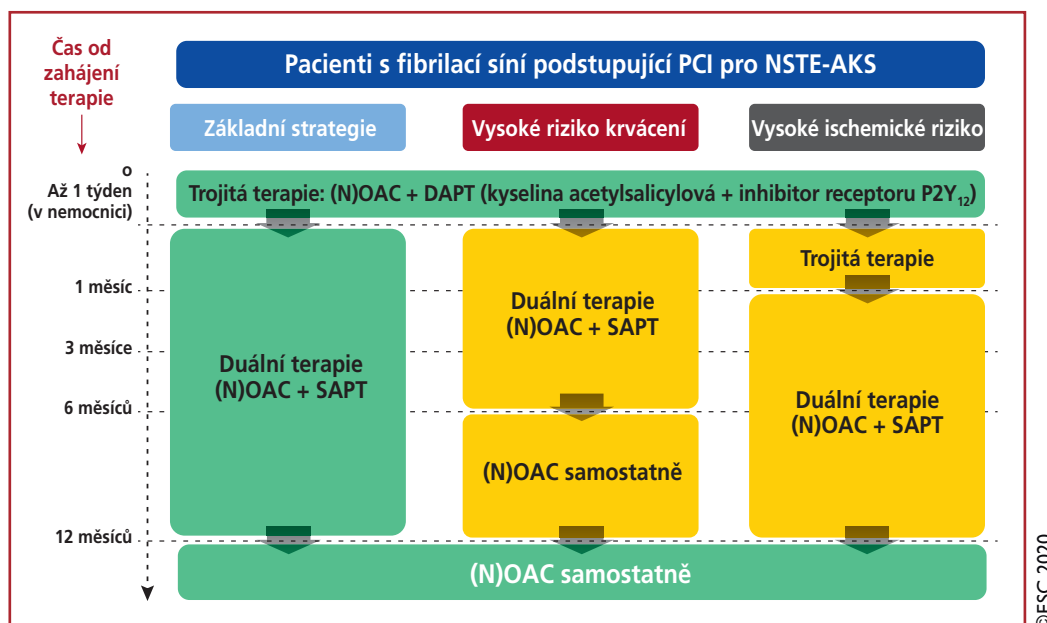 Čas od
zahájení
terapie
Pacienti s fibrilací síní podstupující PCI pro NSTE-AKS
Základní strategie
Vysoké riziko krvácení
Vysoké ischemické riziko
0
Až 1 týden
(v nemocnici)
Trojitá terapie: (N)OAC + DAPT (kyselina acetylsalicylová + inhibitor receptoru P2Y12)
1 měsíc
3 měsíce
6 měsíců
12 měsíců
Duální terapie
(N)OAC + SAPT
Duální terapie
(N)OAC + SAPT
(N)OAC samostatně
Trojitá terapie
Duální terapie
(N)OAC + SAPT
(N)OAC samostatně
©ESC 2020